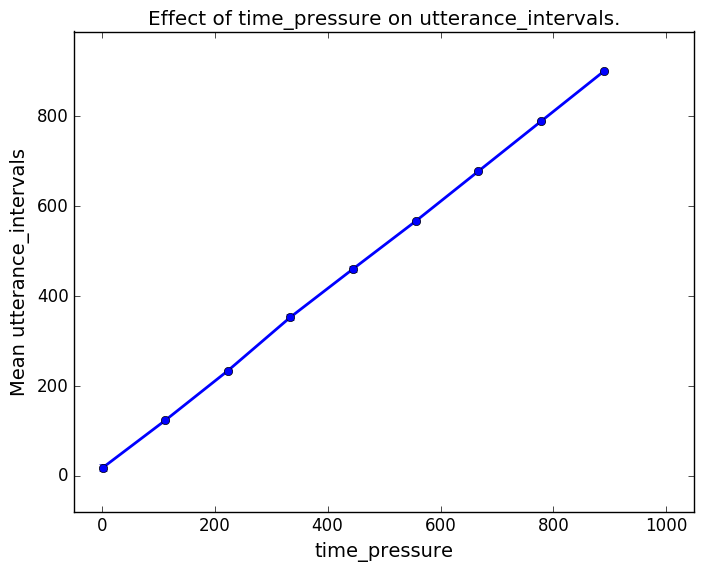 Effect of time_pressure on utterance_intervals.
Mean utterance_intervals
800
600
400
200
0
0 200 400 600 800 1000
time_pressure